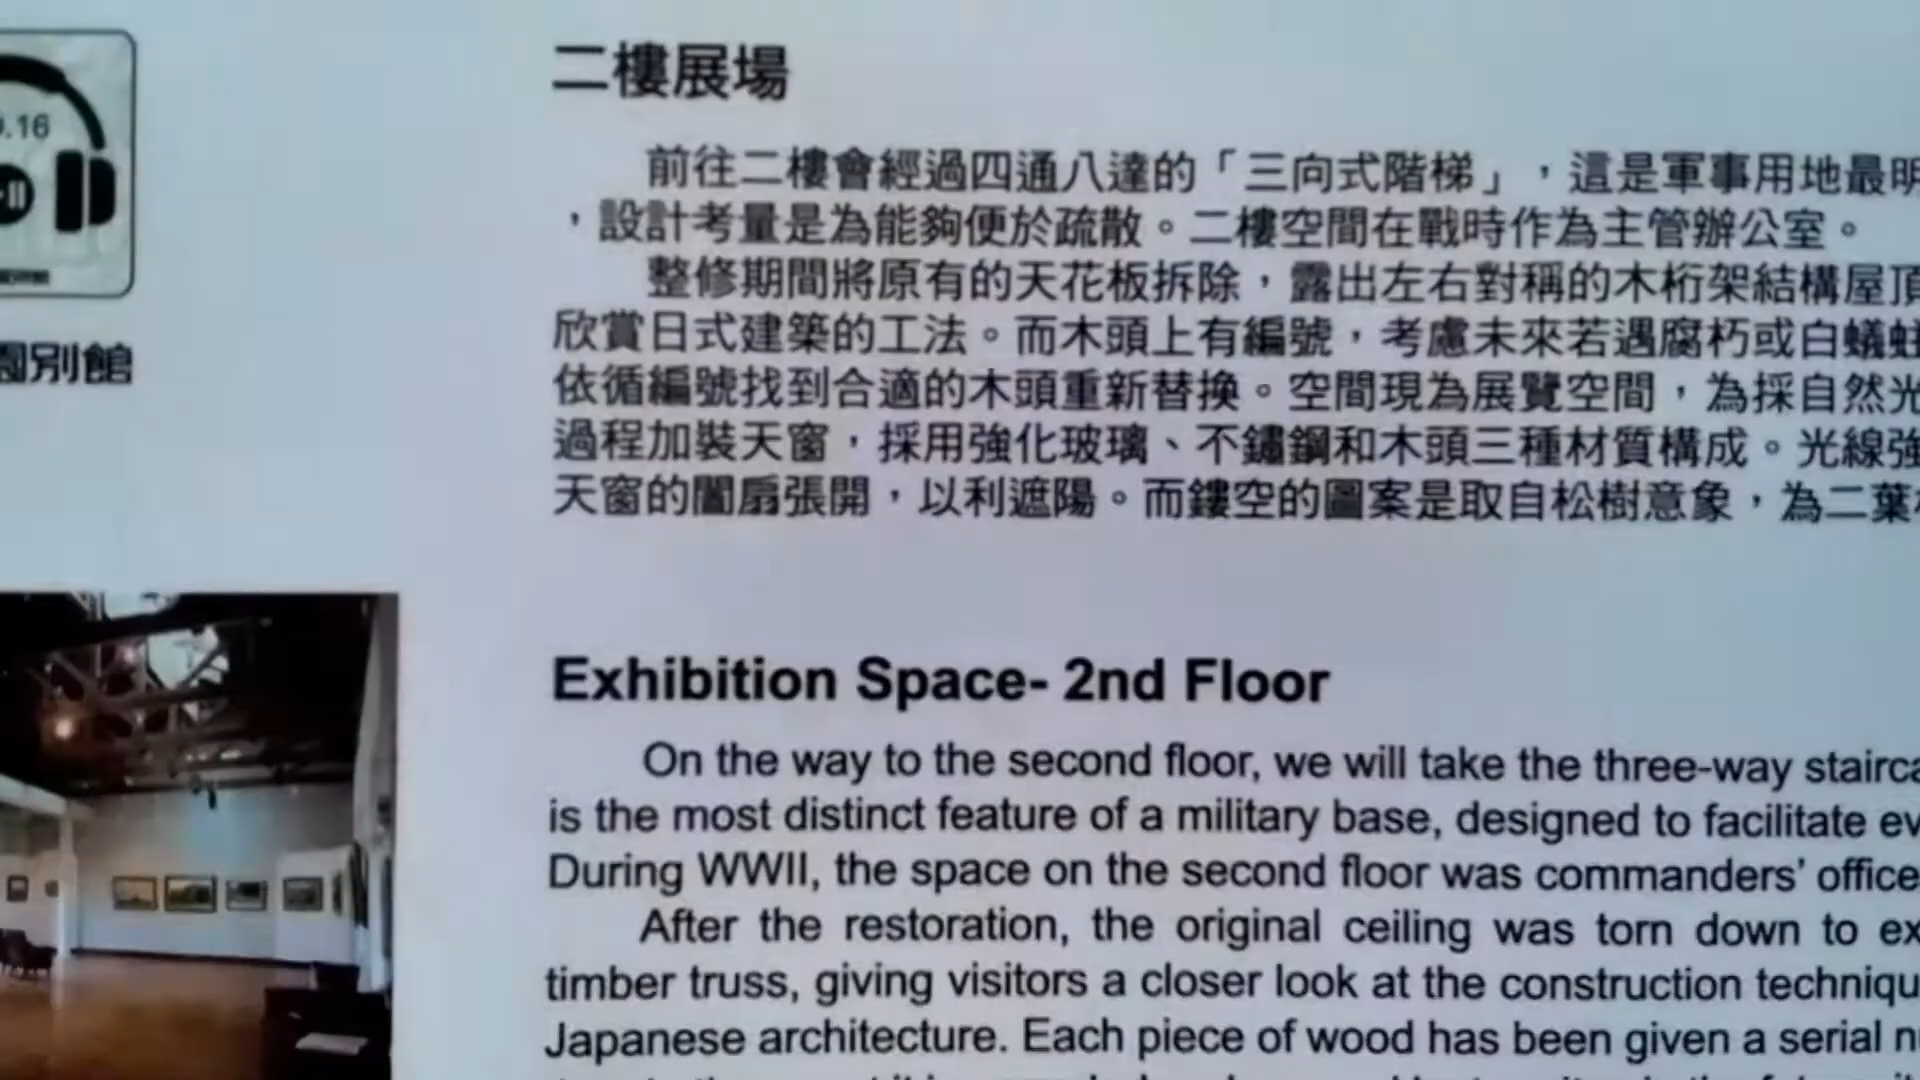 .16
園別館
二樓展場
前往二樓會經過四通八達的「三向式階梯」，這是軍事用地最明
，設計考量是為能夠便於疏散。二樓空間在戰時作為主管辦公室。
整修期間將原有的天花板拆除，露出左右對稱的木桁架結構屋頂
欣賞日式建築的工法。而木頭上有編號，考慮未來若遇腐朽或白蟻蛀
依循編號找到合適的木頭重新替換。空間現為展覽空間，為採自然光
過程加裝天窗，採用強化玻璃、不鏽鋼和木頭三種材質構成。光線強
天窗的闔扇張開，以利遮陽。而鏤空的圖案是取自松樹意象，為二葉
Exhibition Space- 2nd Floor
On the way to the second floor, we will take the three-way
is the most distinct feature of a military base, designed to facilitate
During WWII, the space on the second floor was commanders’ office
After the restoration, the original ceiling was torn down to
timber truss, giving visitors a closer look at the construction
Japanese architecture. Each piece of wood has been given a serial